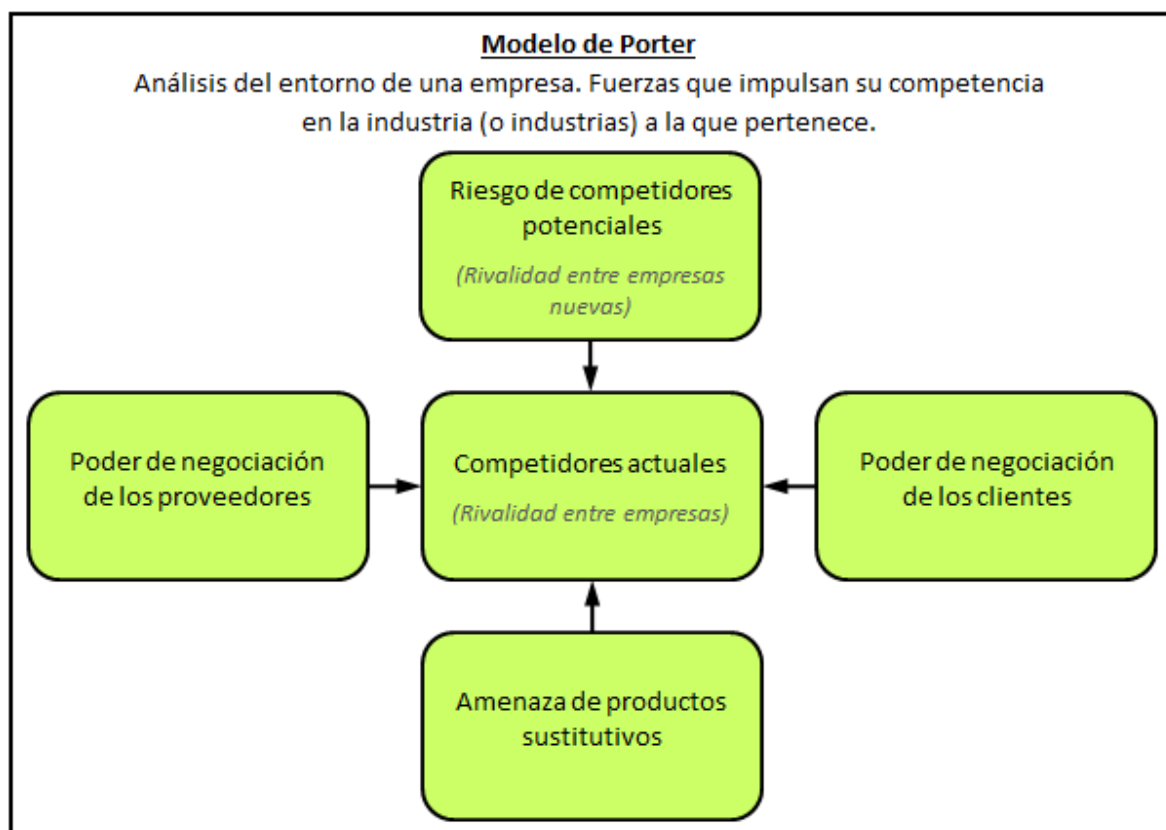 Modelo de Porter
Análisis del entorno de una empresa. Fuerzas que impulsan su competencia
en la industria (o industrias) a la que pertenece.
Riesgo de competidores
potenciales
(Rivalidad entre empresas
nuevas)
Poder de negociación
de los proveedores
Competidores actuales
(Rivalidad entre empresas)
Poder de negociación
de los clientes
Amenaza de productos
sustitutivos